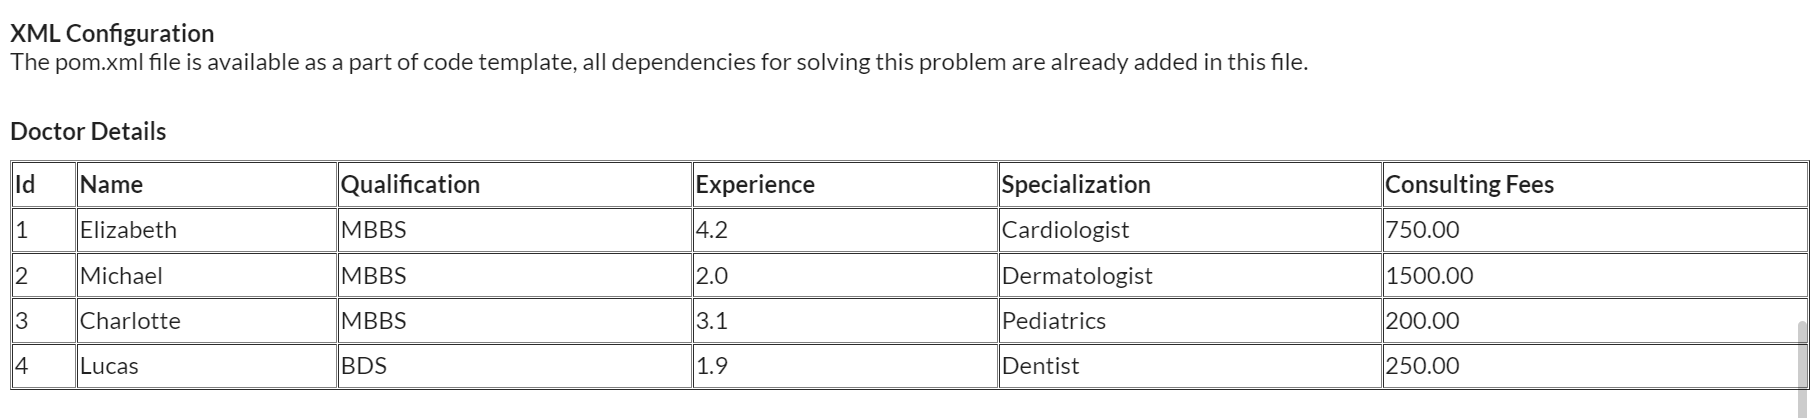 XML Configuration
The pom.xml file is available as a part of code template, all dependencies for solving this problem are already added in this file.
Doctor Details
Id Name Qualification Experience Specialization Consulting Fees
1 Elizabeth MBBS 4.2 Cardiologist 750.00
2 Michael MBBS 2.0 Dermatologist 1500.00
3 Charlotte MBBS 3.1 Pediatrics 200.00
4 Lucas BDS 1.9 Dentist 250.00